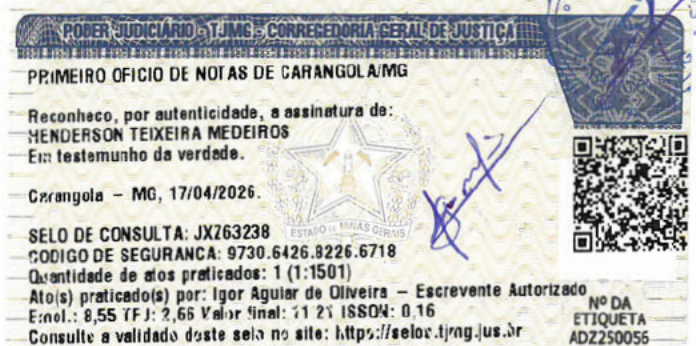 PODER JUDICIÁRIO - TJMG - CORREGEDORIA GERAL DE JUSTIÇA
PRIMEIRO OFICIO DE NOTAS DE CARANGOLA/MG
Reconheco, por autenticidade, a assinatura de:
HENDERSON TEIXEIRA MEDEIROS
Em testemunho da verdade.
Carangola – MG, 17/04/2026.
ESTADO DE MINAS GERAIS
SELO DE CONSULTA: JXZ63238
CODIGO DE SEGURANCA: 9730.6426.8226.6718
Quantidade de atos praticados: 1 (1:1501)
Ato(s) praticado(s) por: Igor Aguiar de Oliveira – Escrevente Autorizado
Emol.: 8,55 TFJ: 2,66 Valor final: 11 21 ISSQN: 0,16
Consulte a validade deste selo no site: https://selos.tjmg.jus.br
Nº DA
ETIQUETA
ADZ250056